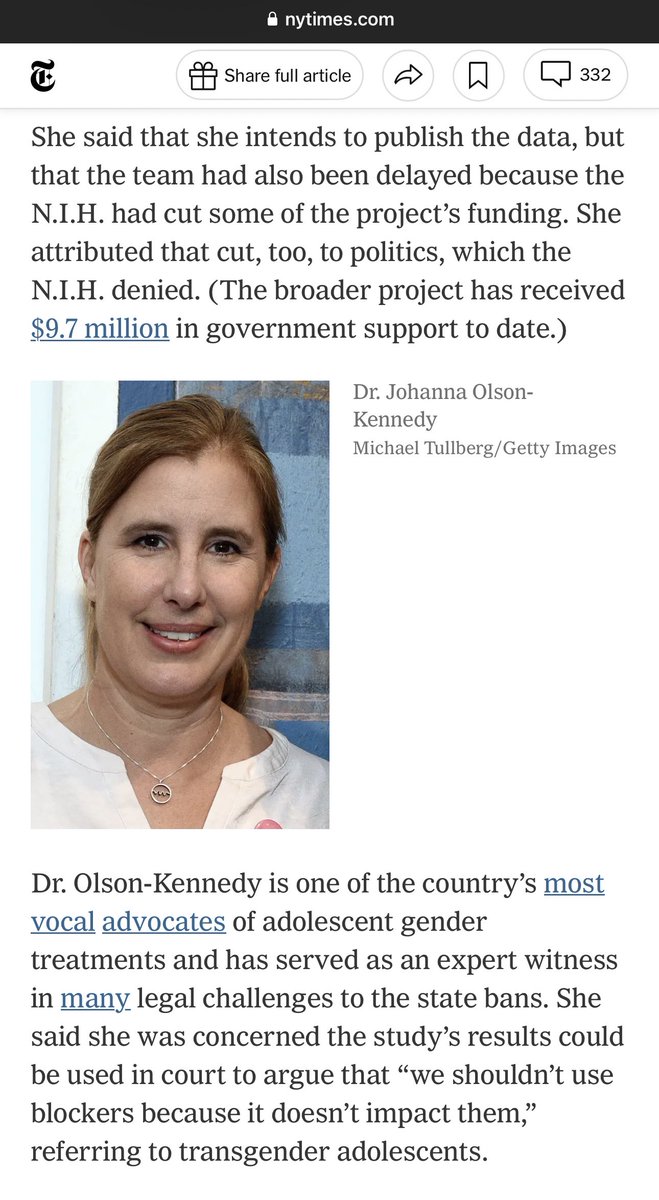 nytimes.com
Share full article
332
She said that she intends to publish the data, but
that the team had also been delayed because the
N.I.H. had cut some of the project’s funding. She
attributed that cut, too, to politics, which the
N.I.H. denied. (The broader project has received
$9.7 million in government support to date.)
Dr. Johanna Olson-
Kennedy
Michael Tullberg/Getty Images
Dr. Olson-Kennedy is one of the country’s most
vocal advocates of adolescent gender
treatments and has served as an expert witness
in many legal challenges to the state bans. She
said she was concerned the study’s results could
be used in court to argue that “we shouldn’t use
blockers because it doesn’t impact them,”
referring to transgender adolescents.